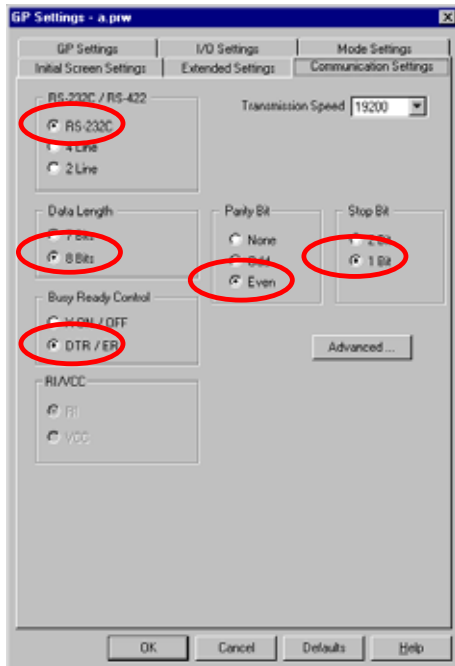 GP Settings - a.prw
GP Settings
I/O Settings
Mode Settings
Initial Screen Settings
Extended Settings
Communication Settings
RS-232C / RS-422
RS-232C
4 Line
2 Line
Transmission Speed 19200
Data Length
7 Bits
8 Bits
Parity Bit
None
Odd
Even
Stop Bit
2 Bit
1 Bit
Busy Ready Control
X-ON / OFF
DTR / ER
Advanced ...
RI/VCC
RI
VCC
OK
Cancel
Defaults
Help